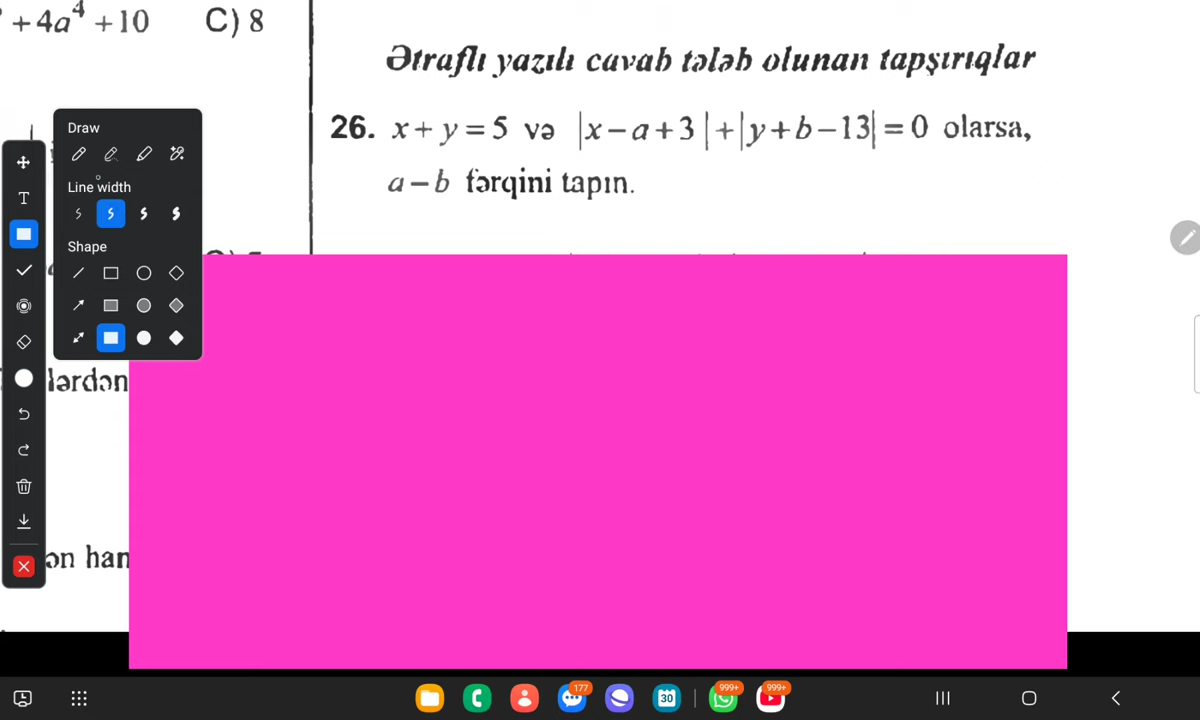 +4a⁴ +10 C) 8
Ətraflı yazılı cavab tələb olunan tapşırıqlar
26. x+ y = 5 və |x−a+3|+|y+b−13| = 0 olarsa,
a−b fərqini tapın.
Draw
Line width
Shape
T
lərdən
ən han
177
30
999+
999+